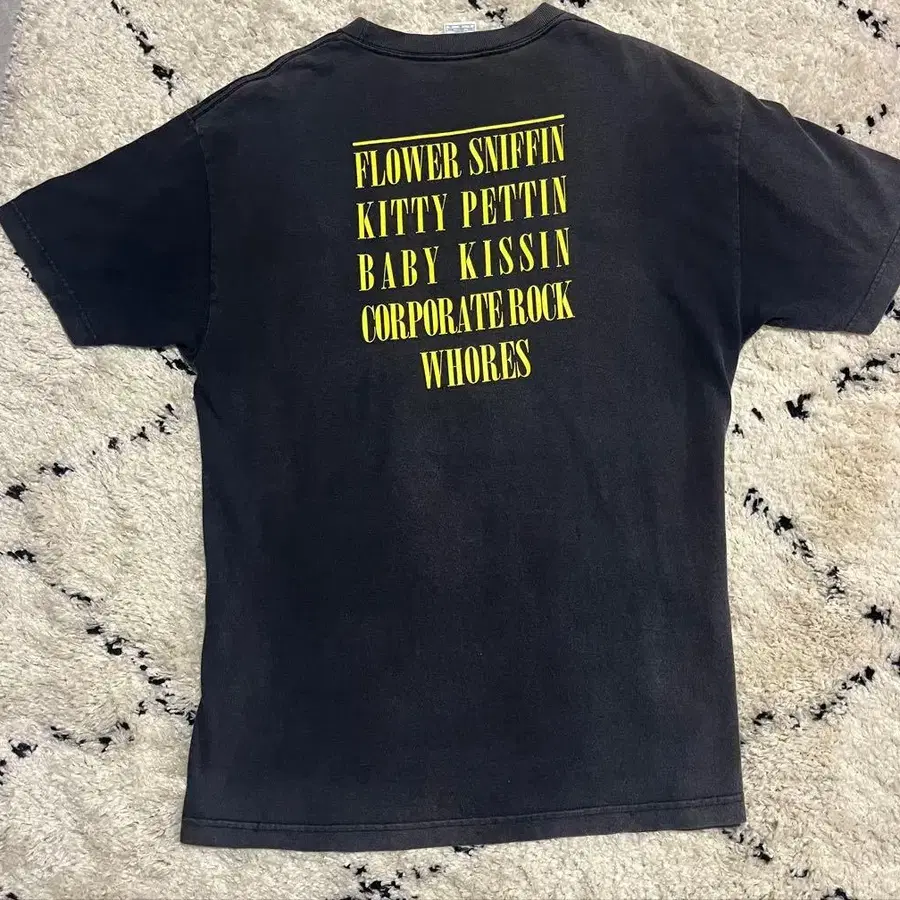 FLOWER SNIFFIN
KITTY PETTIN
BABY KISSIN
CORPORATE ROCK
WHORES